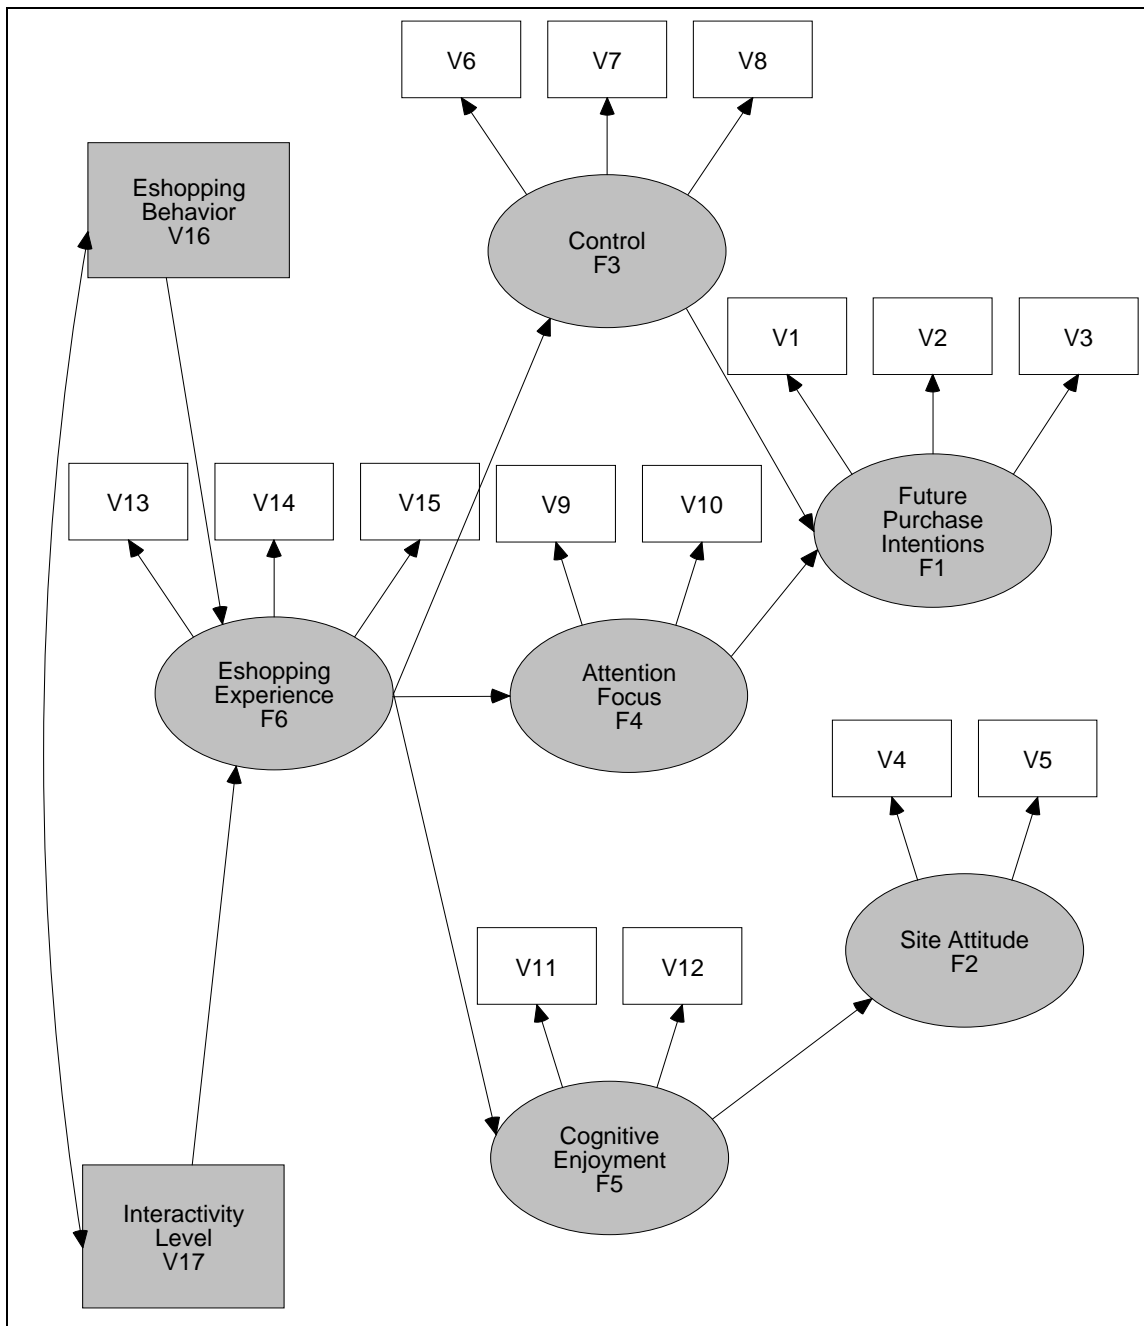 V6
V7
V8
Eshopping
Behavior
V16
Control
F3
V1
V2
V3
V13
V14
V15
V9
V10
Future
Purchase
Intentions
F1
Eshopping
Experience
F6
Attention
Focus
F4
V4
V5
Site Attitude
F2
V11
V12
Cognitive
Enjoyment
F5
Interactivity
Level
V17